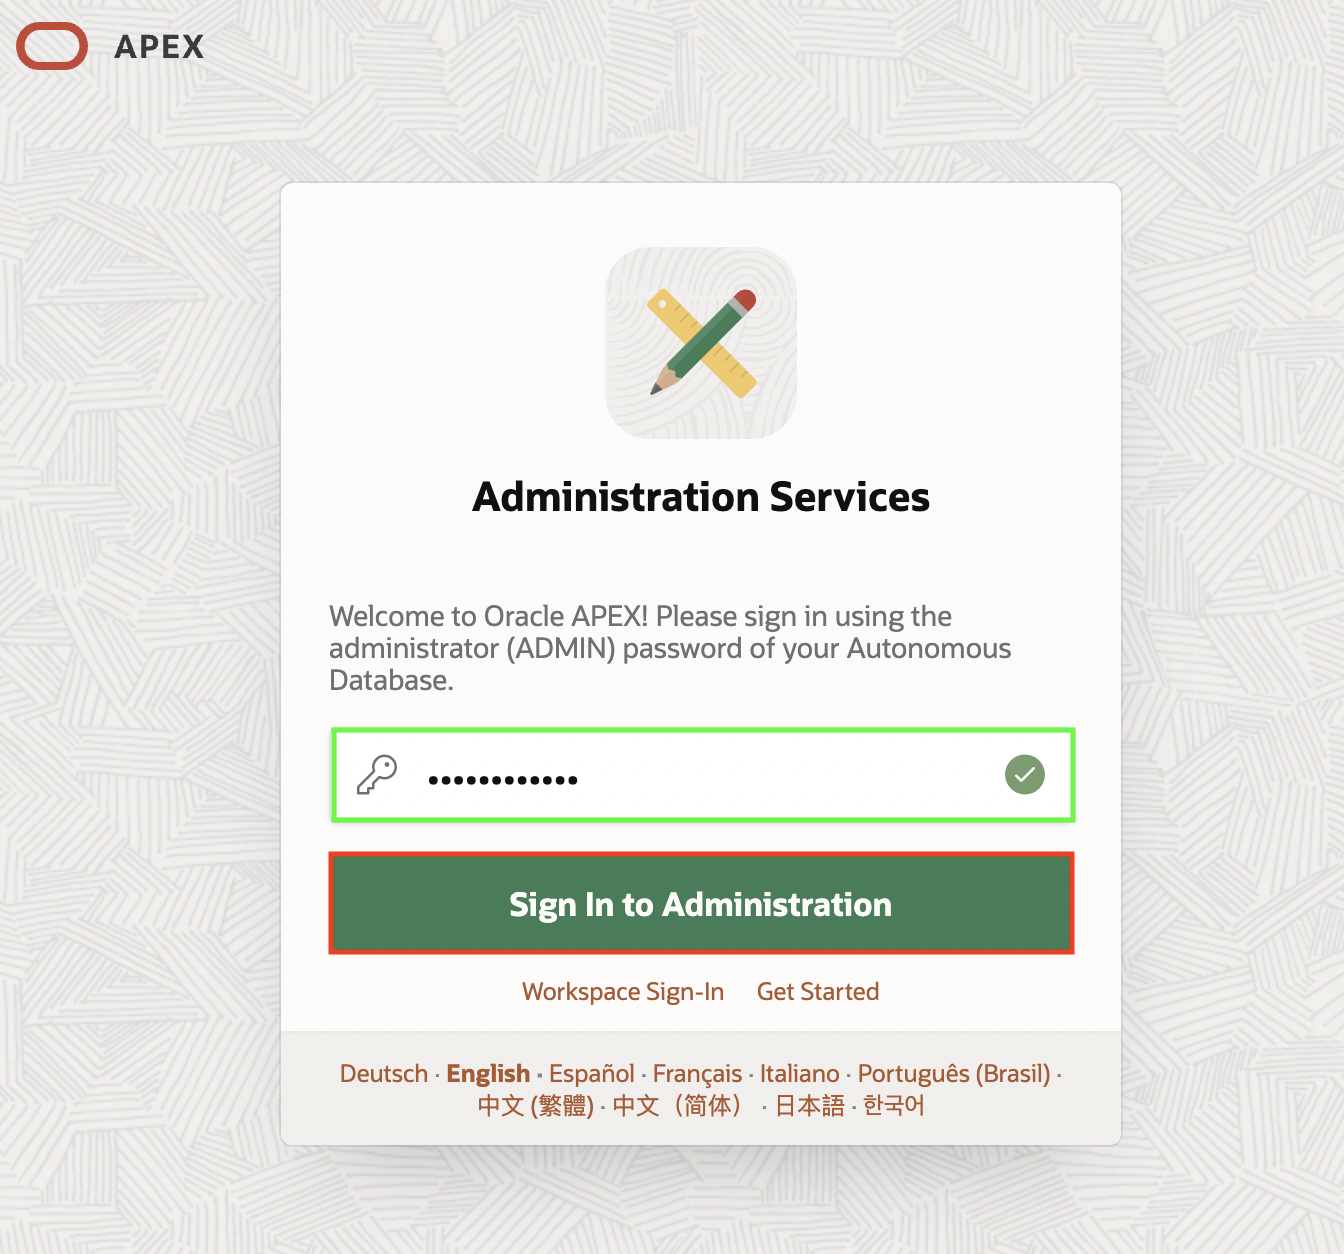 APEX
Administration Services
Welcome to Oracle APEX! Please sign in using the
administrator (ADMIN) password of your Autonomous
Database.
••••••••••••
Sign In to Administration
Workspace Sign-In Get Started
Deutsch · English · Español · Français · Italiano · Português (Brasil) ·
中文 (繁體) · 中文（简体） · 日本語 · 한국어